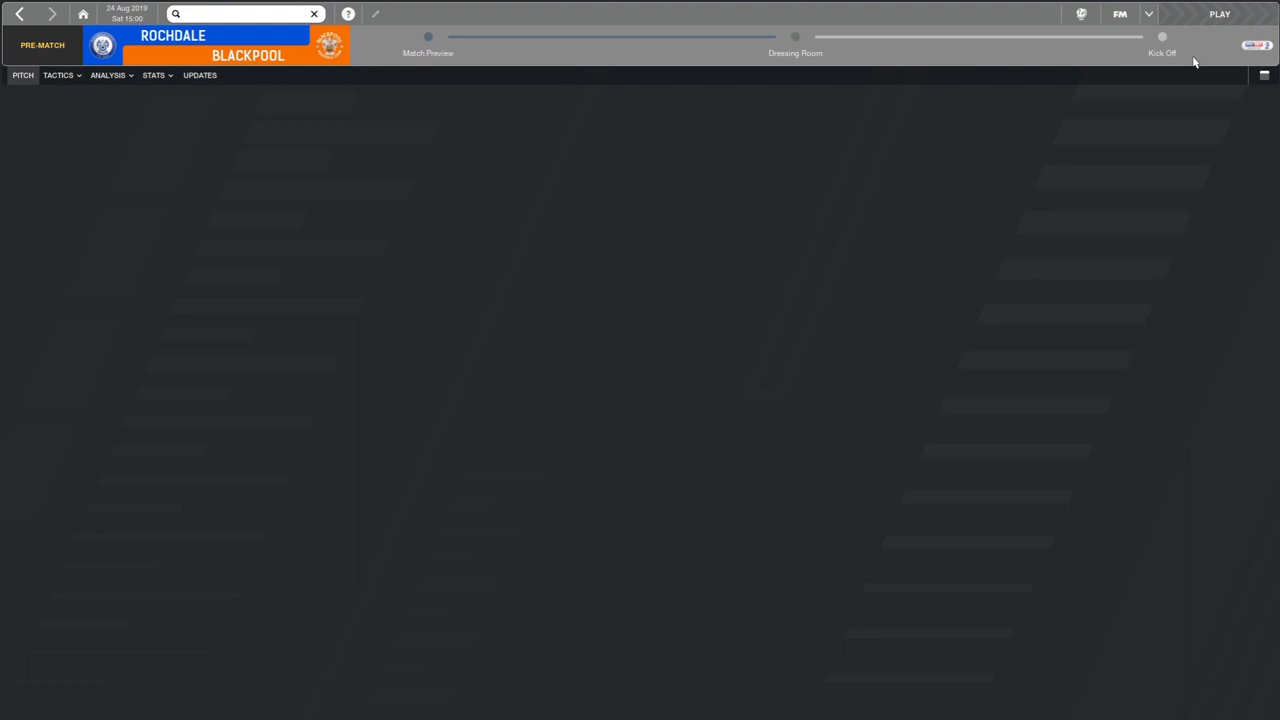 24 Aug 2019
Sat 15:00
?
FM
PLAY
PRE-MATCH
ROCHDALE
BLACKPOOL
Match Preview
Dressing Room
Kick Off
PITCH
TACTICS
ANALYSIS
STATS
UPDATES